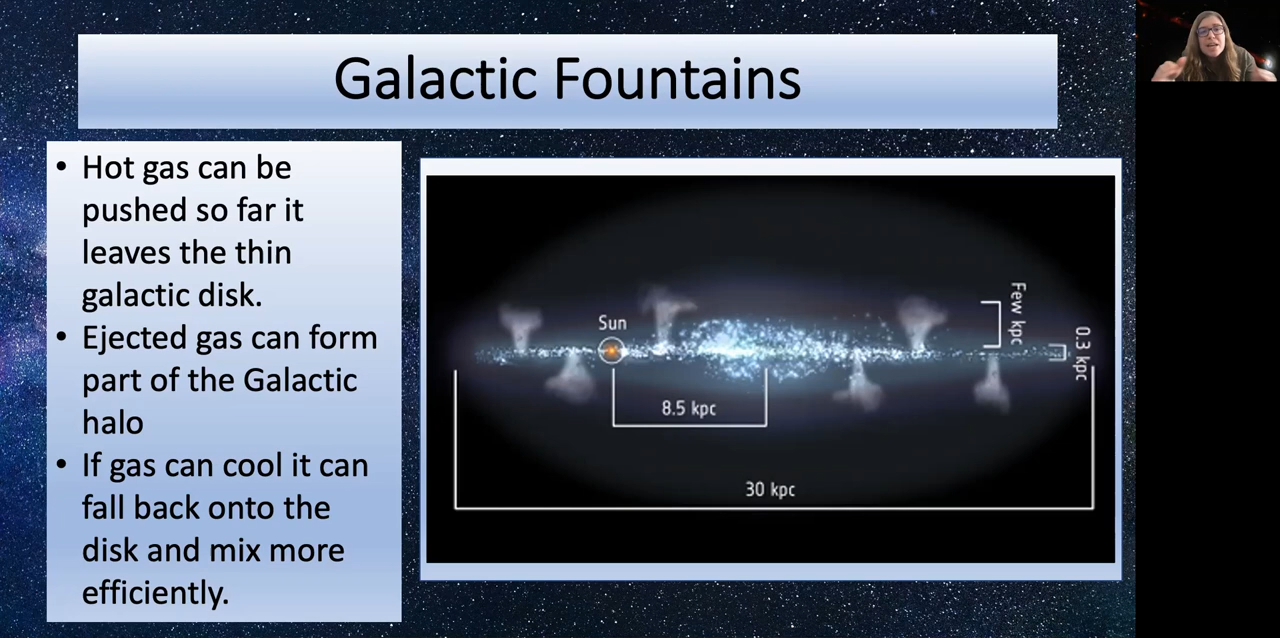 Galactic Fountains
• Hot gas can be
pushed so far it
leaves the thin
galactic disk.
• Ejected gas can form
part of the Galactic
halo
• If gas can cool it can
fall back onto the
disk and mix more
efficiently.
Sun
Few kpc
0.3 kpc
8.5 kpc
30 kpc